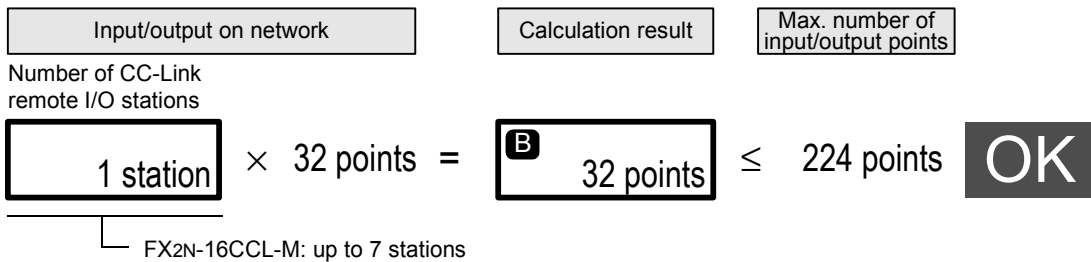 Input/output on network
Calculation result
Max. number of
input/output points
Number of CC-Link
remote I/O stations
1 station × 32 points = B 32 points ≤ 224 points OK
FX2N-16CCL-M: up to 7 stations